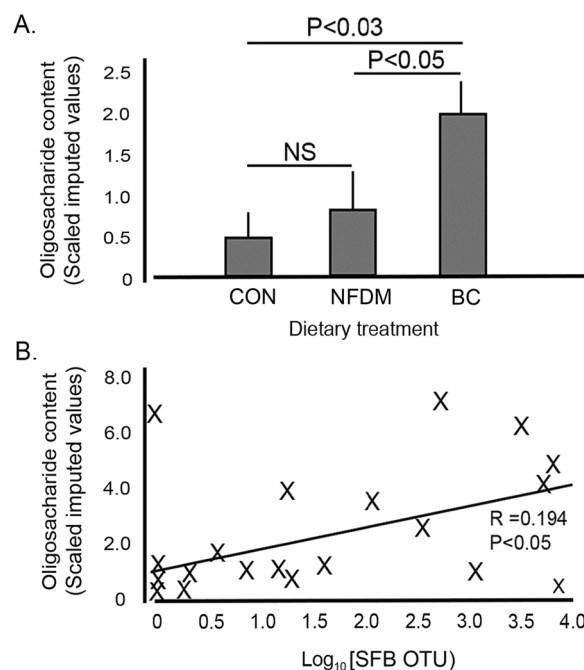 A.
P<0.03
P<0.05
NS
Oligosacharide content
(Scaled imputed values)
2.5
2.0
1.5
1.0
0.5
0
CON NFDM BC
Dietary treatment
B.
Oligosacharide content
(Scaled imputed values)
8.0
6.0
4.0
2.0
0
R =0.194
P<0.05
0 0.5 1.0 1.5 2.0 2.5 3.0 3.5 4.0
Log₁₀[SFB OTU)